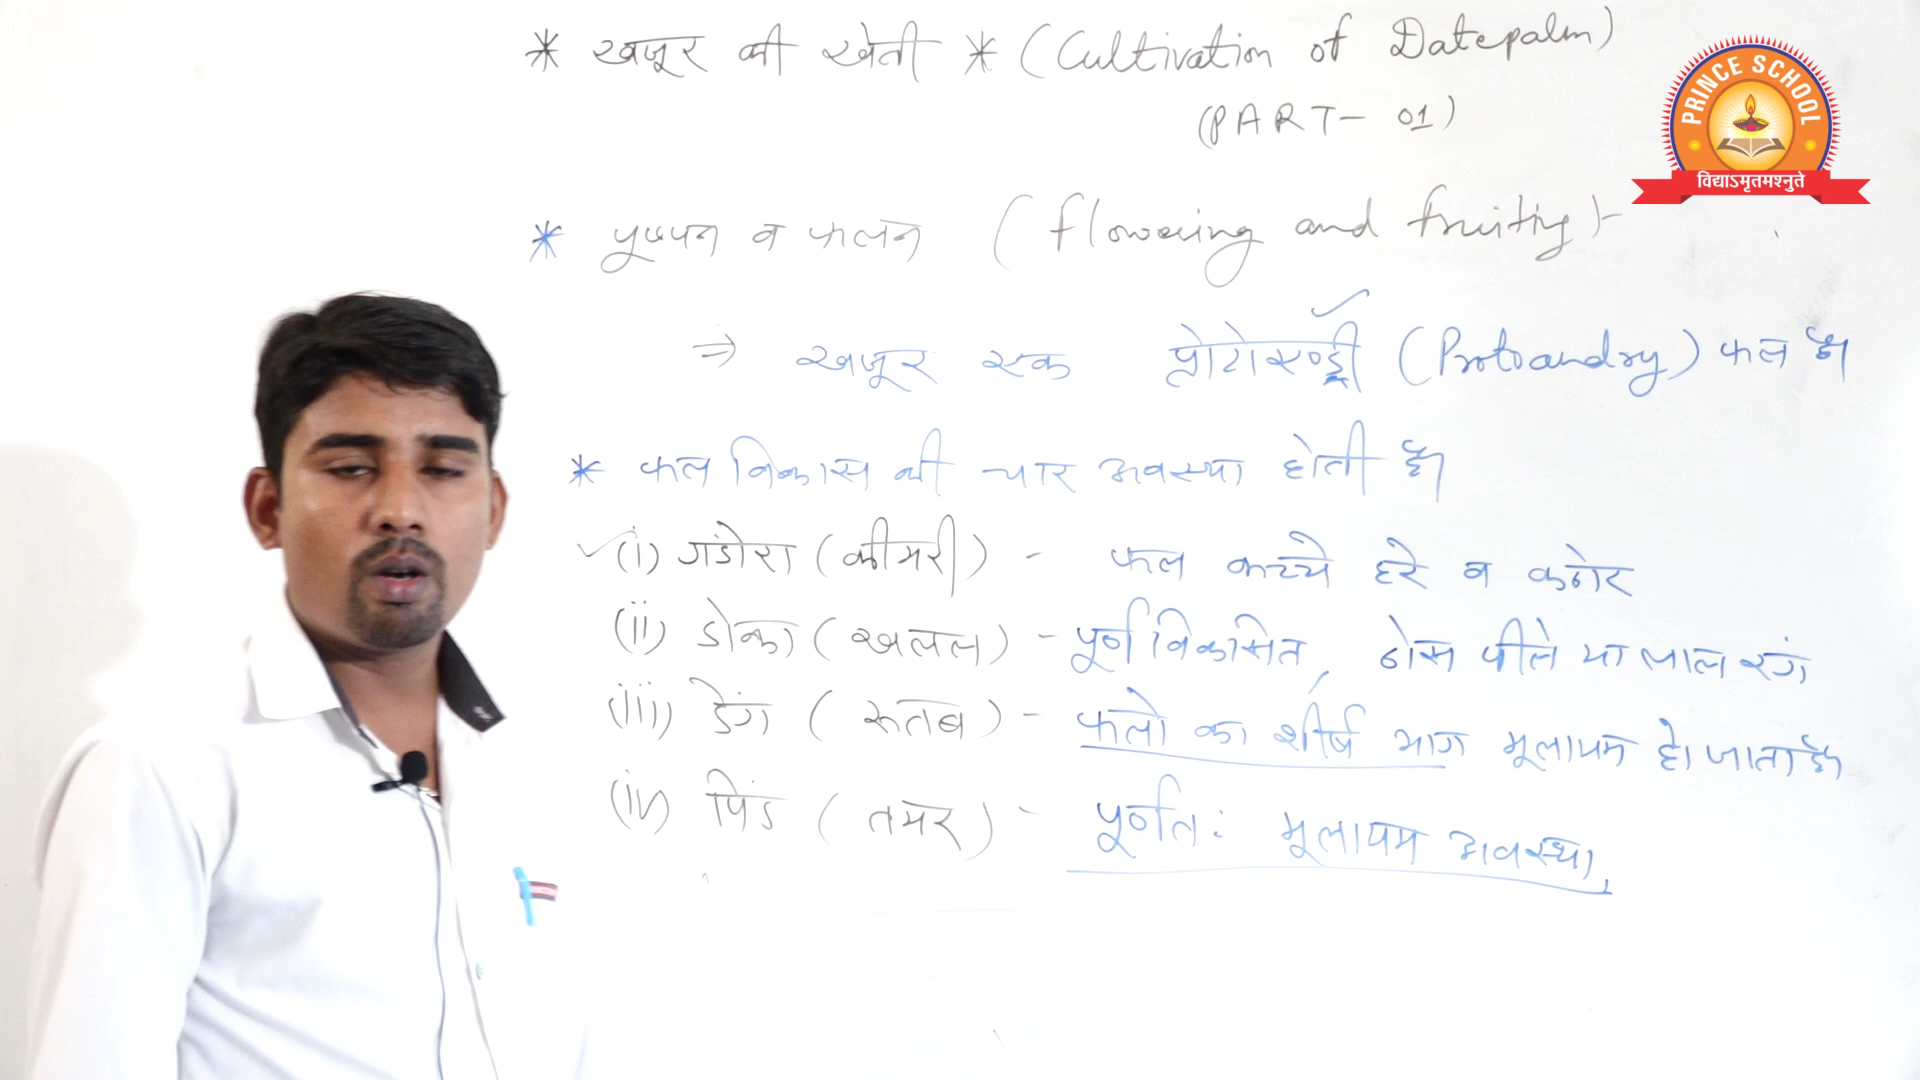 * खजूर की खेती * (Cultivation of Datepalm)
(PART- 01)
PRINCE SCHOOL
विद्याऽमृतमश्नुते
* पुष्पन व फलन (flowering and fruiting)-
⇒ खजूर एक प्रोटोएण्ड्री (Protoandry) फल है।
* फल विकास की चार अवस्था होती है।
(i) गंडोरा (कीमरी) - फल कच्चे हरे व कठोर
(ii) डोका (खलल) - पूर्ण विकसित, ठोस पीले या लाल रंग
(iii) डेंग (रूतब) - फलो का शीर्ष भाग मूलायम हो जाता है।
(iv) पिंड (तमर) - पूर्णतः मूलायम अवस्था